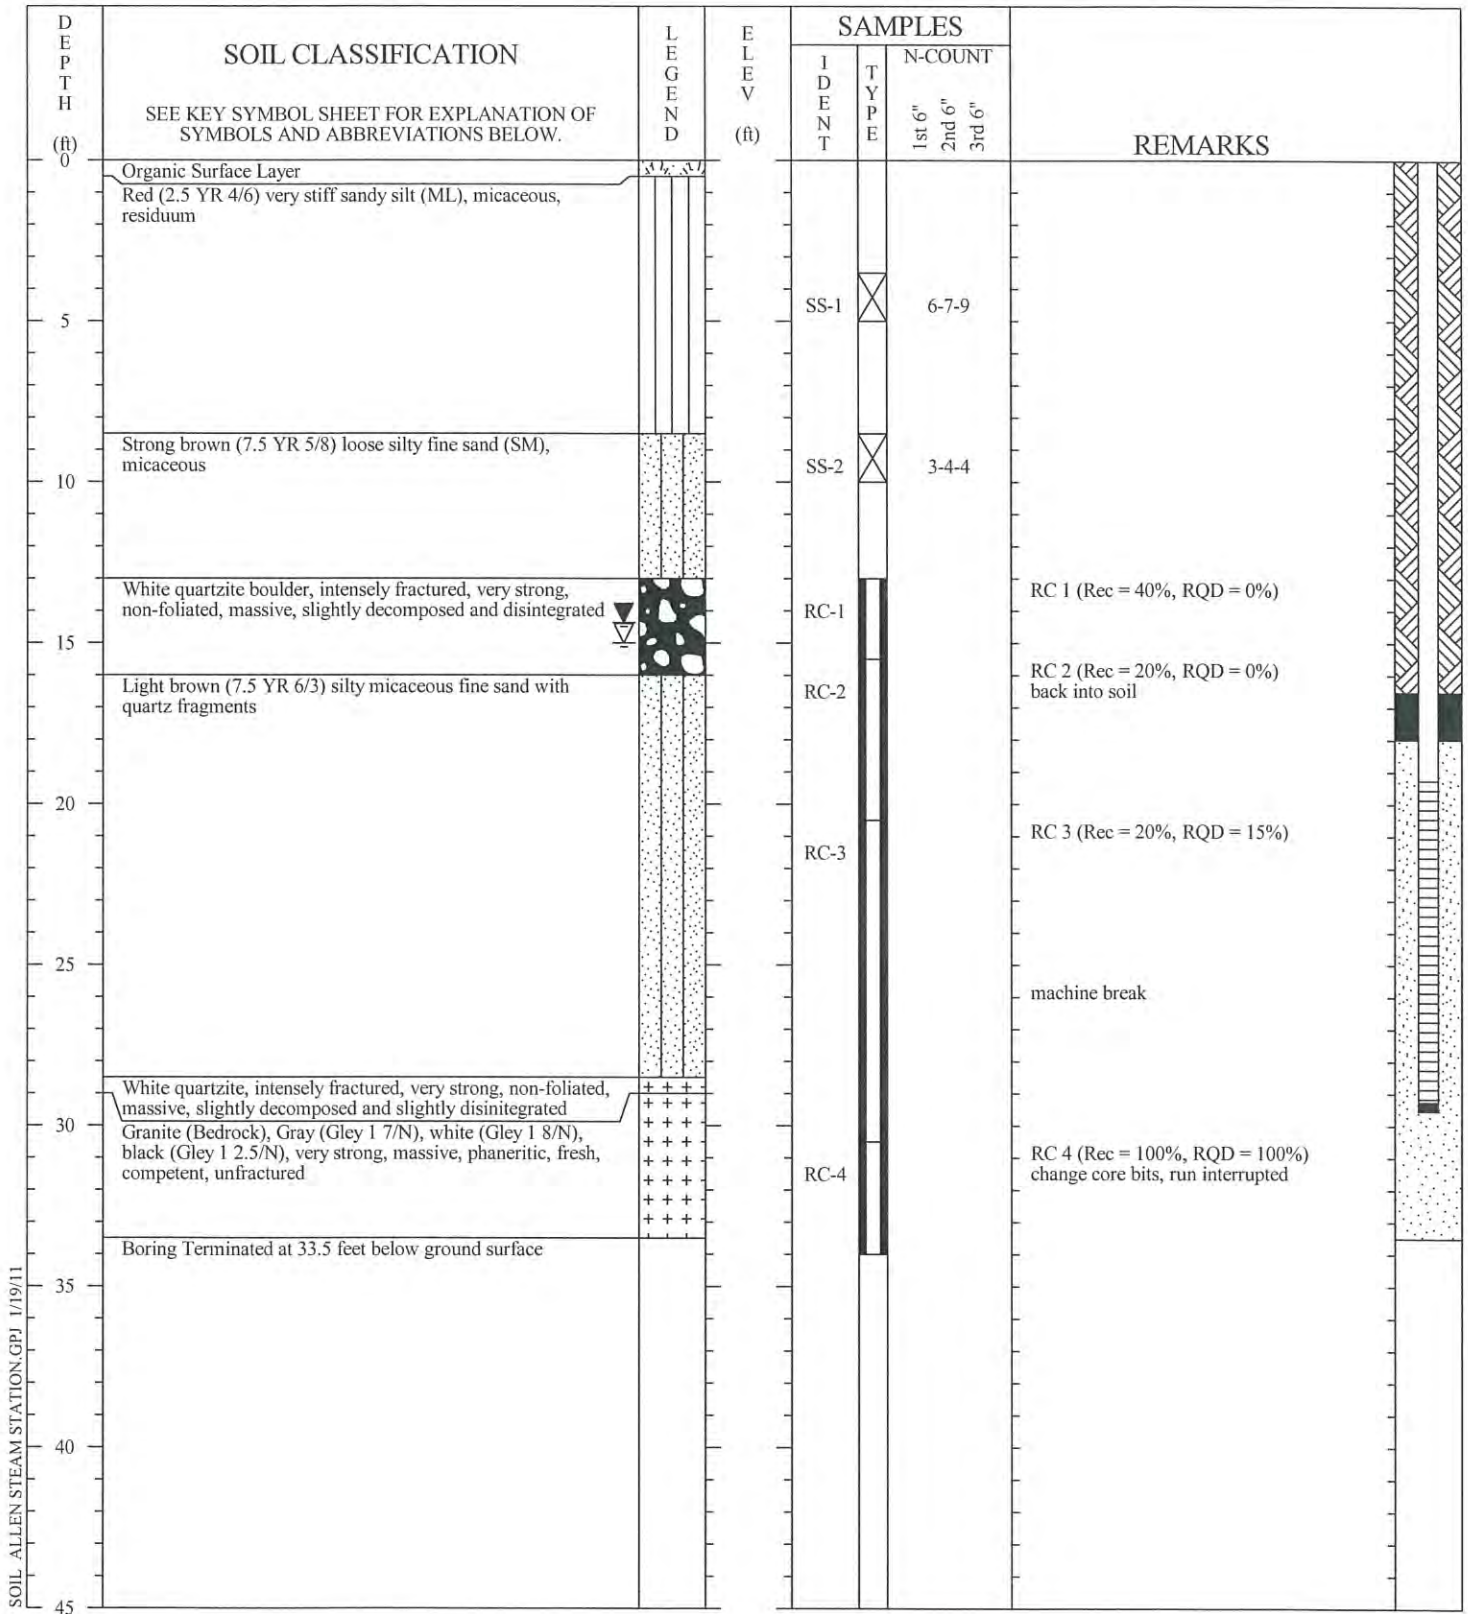 DEPTH (ft)
SOIL CLASSIFICATION
SEE KEY SYMBOL SHEET FOR EXPLANATION OF
SYMBOLS AND ABBREVIATIONS BELOW.
LEGEND
ELEV (ft)
SAMPLES
IDENT
TYPE
N-COUNT
1st 6"
2nd 6"
3rd 6"
REMARKS
0
Organic Surface Layer
Red (2.5 YR 4/6) very stiff sandy silt (ML), micaceous,
residuum
SS-1
6-7-9
5
Strong brown (7.5 YR 5/8) loose silty fine sand (SM),
micaceous
SS-2
3-4-4
10
White quartzite boulder, intensely fractured, very strong,
non-foliated, massive, slightly decomposed and disintegrated
RC-1
RC 1 (Rec = 40%, RQD = 0%)
15
Light brown (7.5 YR 6/3) silty micaceous fine sand with
quartz fragments
RC-2
RC 2 (Rec = 20%, RQD = 0%)
back into soil
20
RC-3
RC 3 (Rec = 20%, RQD = 15%)
25
machine break
White quartzite, intensely fractured, very strong, non-foliated,
massive, slightly decomposed and slightly disinitegrated
30
Granite (Bedrock), Gray (Gley 1 7/N), white (Gley 1 8/N),
black (Gley 1 2.5/N), very strong, massive, phaneritic, fresh,
competent, unfractured
RC-4
RC 4 (Rec = 100%, RQD = 100%)
change core bits, run interrupted
Boring Terminated at 33.5 feet below ground surface
35
40
45
SOIL ALLEN STEAM STATION.GPJ 1/19/11